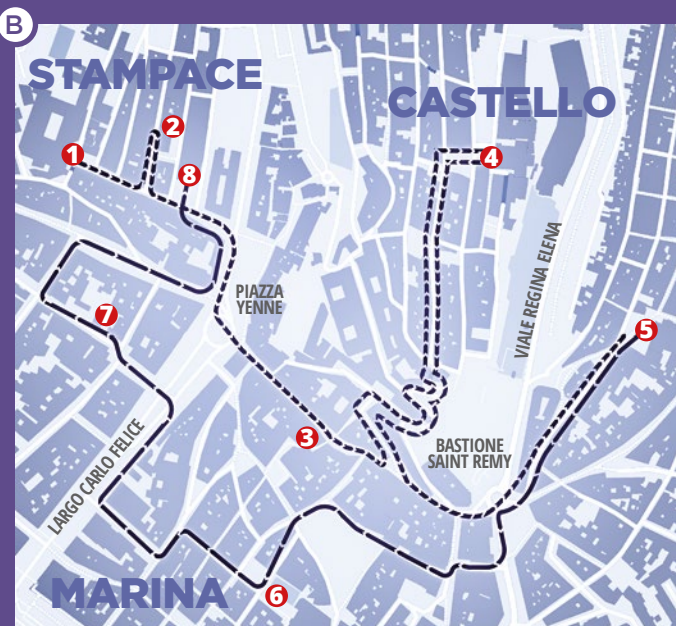 B
STAMPACE
CASTELLO
1
2
8
4
VIALE REGINA ELENA
PIAZZA
YENNE
7
5
3
LARGO CARLO FELICE
BASTIONE
SAINT REMY
MARINA
6